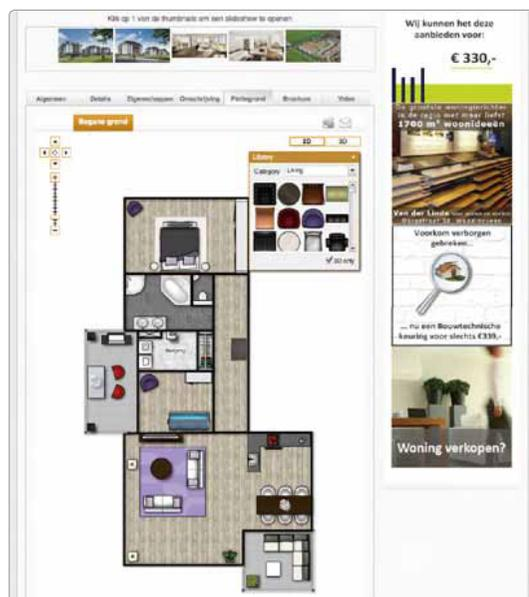 Klik op 1 van de thumbnails om een slideshow te openen
Algemeen Details Eigenschappen Omschrijving Plattegrond Brochure Video
Begane grond
2D 3D
Library
Category Living
2D only
Wij kunnen het deze
aanbieden voor:
€ 330,-
De grootste woninginrichter
in de regio met maar liefst
1700 m² woonideeën
Van der Linde
Voorkom verborgen
gebreken...
... nu een Bouwtechnische
keuring voor slechts €339,-
Woning verkopen?